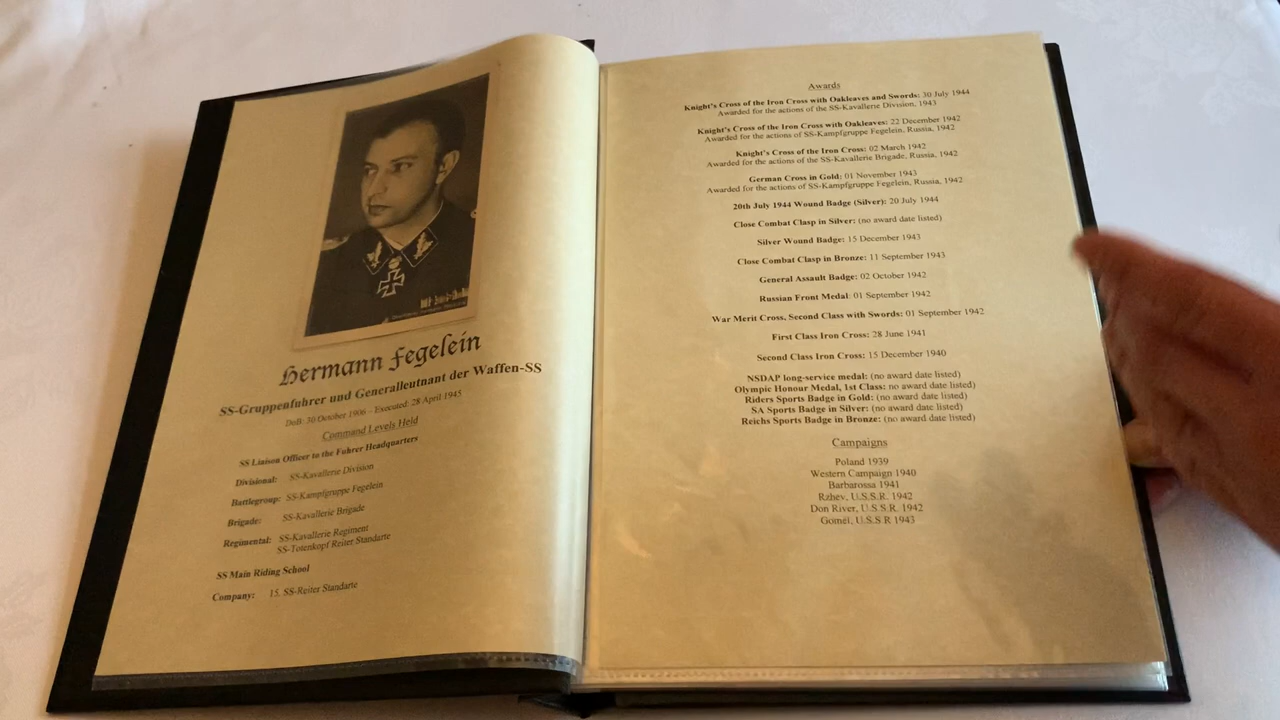 Hermann Fegelein
SS-Gruppenfuhrer und Generalleutnant der Waffen-SS
DoB: 30 October 1906 – Executed: 28 April 1945
Command Levels Held
SS Liaison Officer to the Fuhrer Headquarters
Divisional: SS-Kavallerie Division
Battlegroup: SS-Kampfgruppe Fegelein
Brigade: SS-Kavallerie Brigade
Regimental: SS-Kavallerie Regiment
SS-Totenkopf Reiter Standarte
SS Main Riding School
Company: 15. SS-Reiter Standarte
Awards
Knight's Cross of the Iron Cross with Oakleaves and Swords: 30 July 1944
Awarded for the actions of the SS-Kavallerie Division, 1943
Knight's Cross of the Iron Cross with Oakleaves: 22 December 1942
Awarded for the actions of SS-Kampfgruppe Fegelein, Russia, 1942
Knight's Cross of the Iron Cross: 02 March 1942
Awarded for the actions of the SS-Kavallerie Brigade, Russia, 1942
German Cross in Gold: 01 November 1943
Awarded for the actions of SS-Kampfgruppe Fegelein, Russia, 1942
20th July 1944 Wound Badge (Silver): 20 July 1944
Close Combat Clasp in Silver: (no award date listed)
Silver Wound Badge: 15 December 1943
Close Combat Clasp in Bronze: 11 September 1943
General Assault Badge: 02 October 1942
Russian Front Medal: 01 September 1942
War Merit Cross, Second Class with Swords: 01 September 1942
First Class Iron Cross: 28 June 1941
Second Class Iron Cross: 15 December 1940
NSDAP long-service medal: (no award date listed)
Olympic Honour Medal, 1st Class: no award date listed)
Riders Sports Badge in Gold: (no award date listed)
SA Sports Badge in Silver: (no award date listed)
Reichs Sports Badge in Bronze: (no award date listed)
Campaigns
Poland 1939
Western Campaign 1940
Barbarossa 1941
Rzhev, U.S.S.R. 1942
Don River, U.S.S.R. 1942
Gomel, U.S.S R 1943